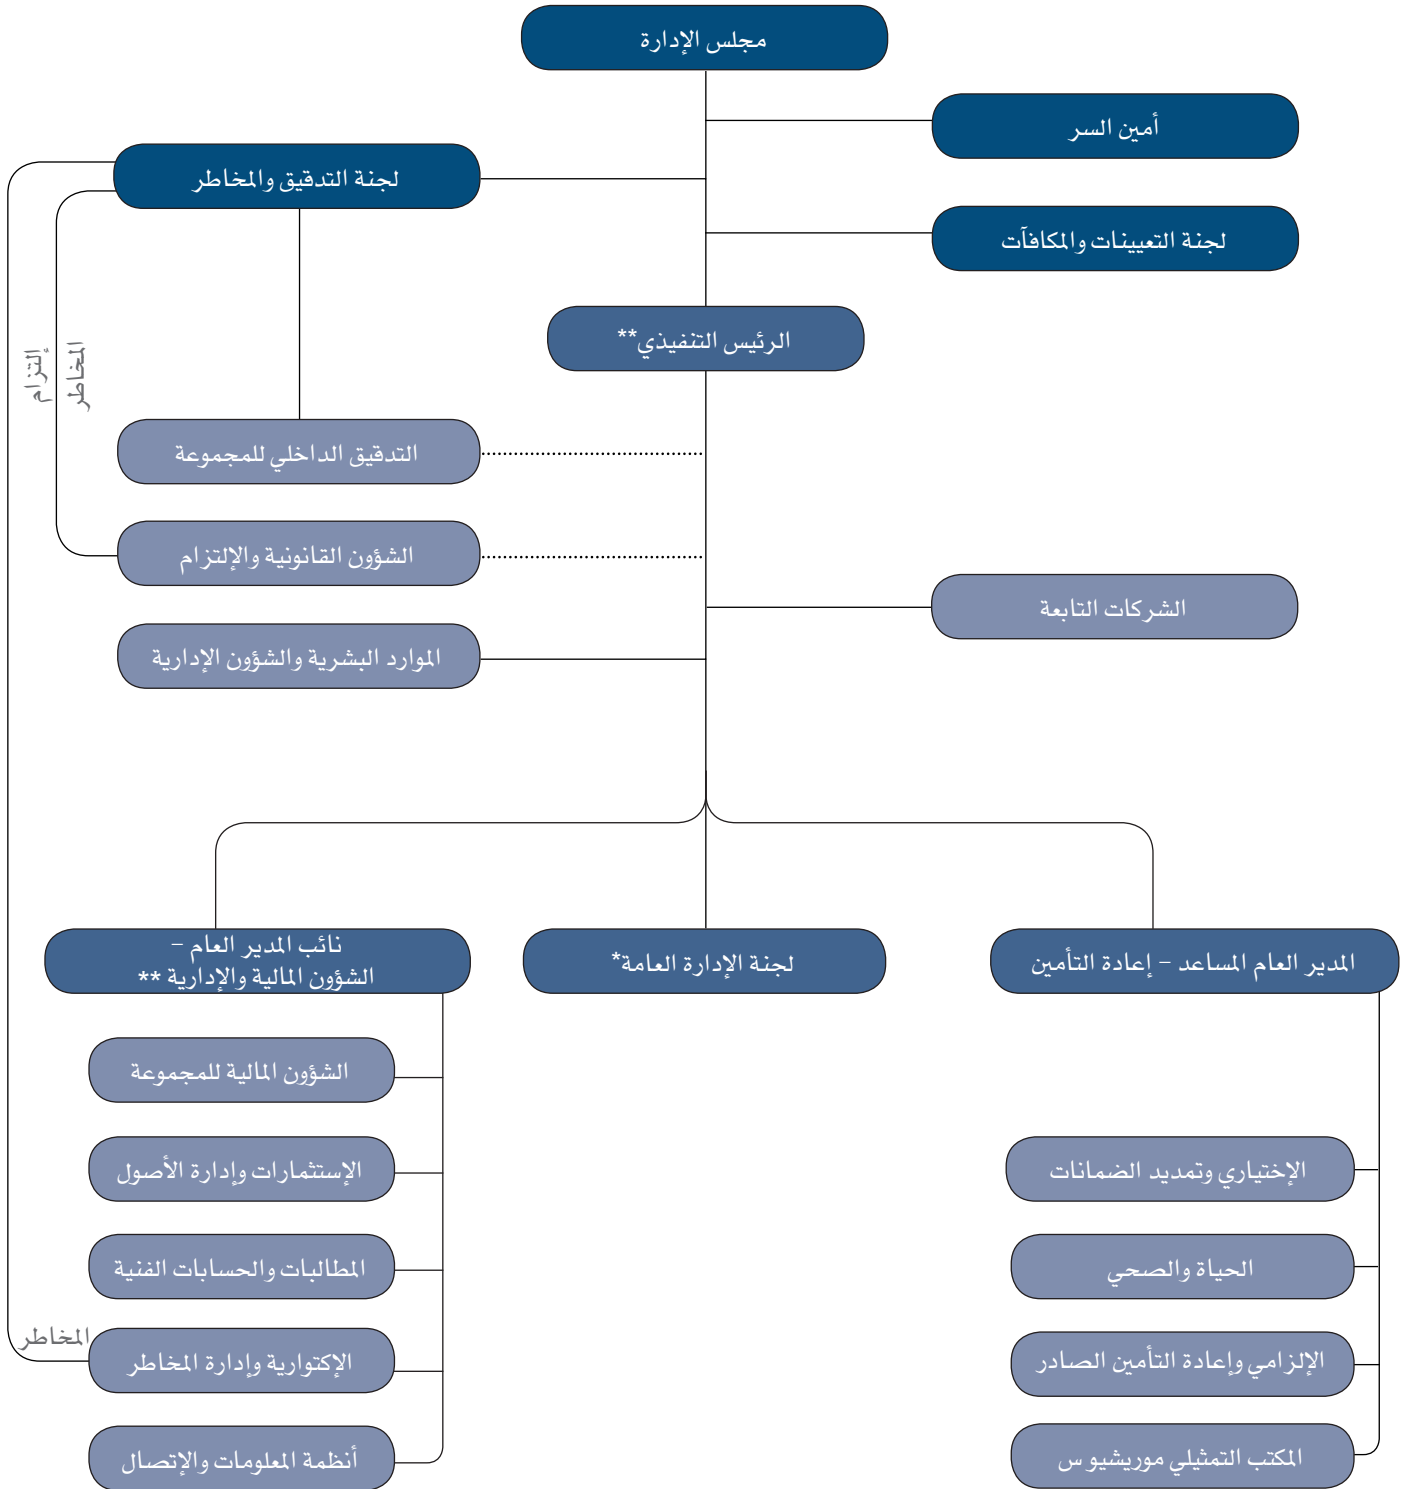 مجلس الإدارة
أمين السر
لجنة التدقيق والمخاطر
لجنة التعيينات والمكافآت
الرئيس التنفيذي**
إلتزام
المخاطر
التدقيق الداخلي للمجموعة
الشؤون القانونية والإلتزام
الشركات التابعة
الموارد البشرية والشؤون الإدارية
المدير العام المساعد – إعادة التأمين
لجنة الإدارة العامة*
نائب المدير العام –
الشؤون المالية والإدارية **
الإختياري وتمديد الضمانات
الحياة والصحي
الإلزامي وإعادة التأمين الصادر
المكتب التمثيلي موريشيو س
الشؤون المالية للمجموعة
الإستثمارات وإدارة الأصول
المطالبات والحسابات الفنية
المخاطر
الإكتوارية وإدارة المخاطر
أنظمة المعلومات والإتصال